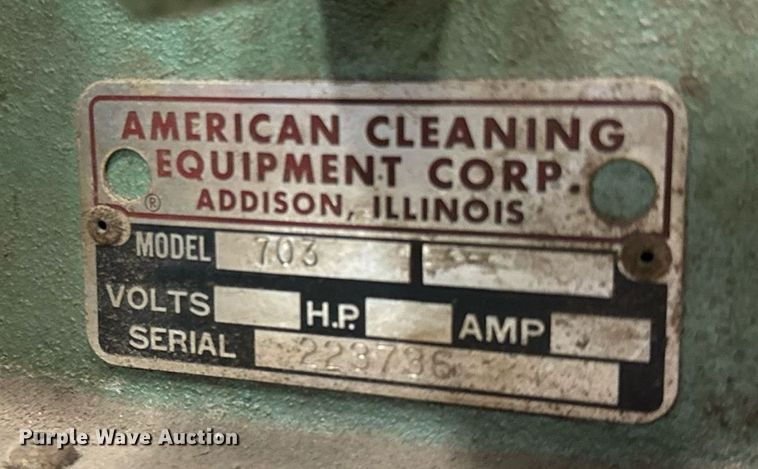 AMERICAN CLEANING
EQUIPMENT CORP.
® ADDISON, ILLINOIS
MODEL 703
VOLTS H.P. AMP
SERIAL 223736
Purple Wave Auction